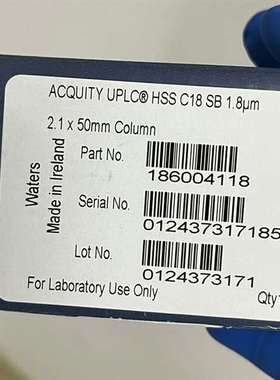 ACQUITY UPLC® HSS C18 SB 1.8µm
2.1 x 50mm Column
Part No.
186004118
Serial No.
012437317185
Lot No.
0124373171
For Laboratory Use Only
Qty
Waters
Made in Ireland